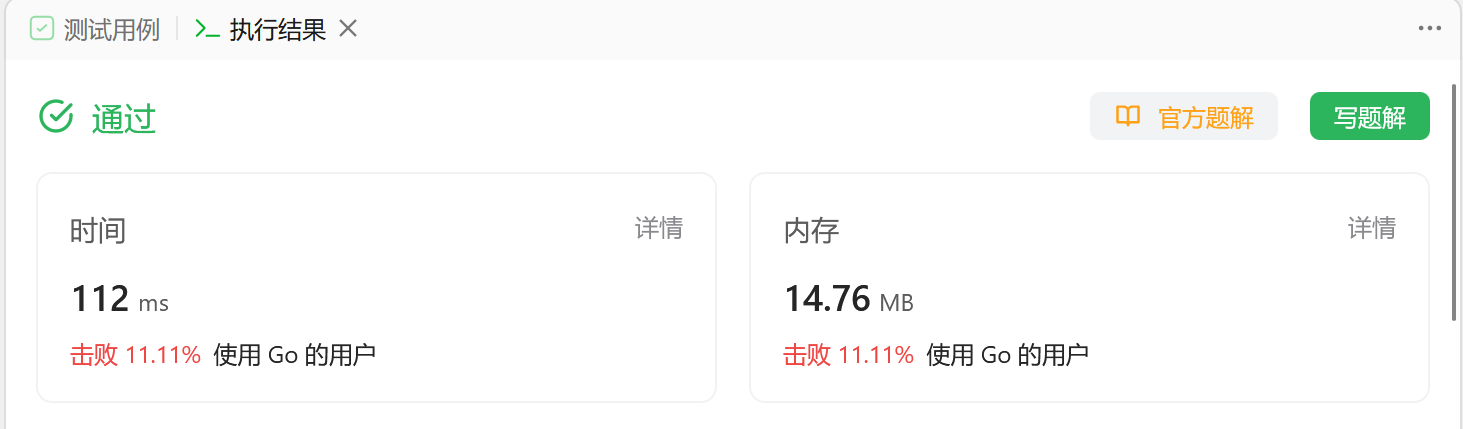 测试用例 执行结果
通过 官方题解 写题解
时间 详情
112 ms
击败 11.11% 使用 Go 的用户
内存 详情
14.76 MB
击败 11.11% 使用 Go 的用户